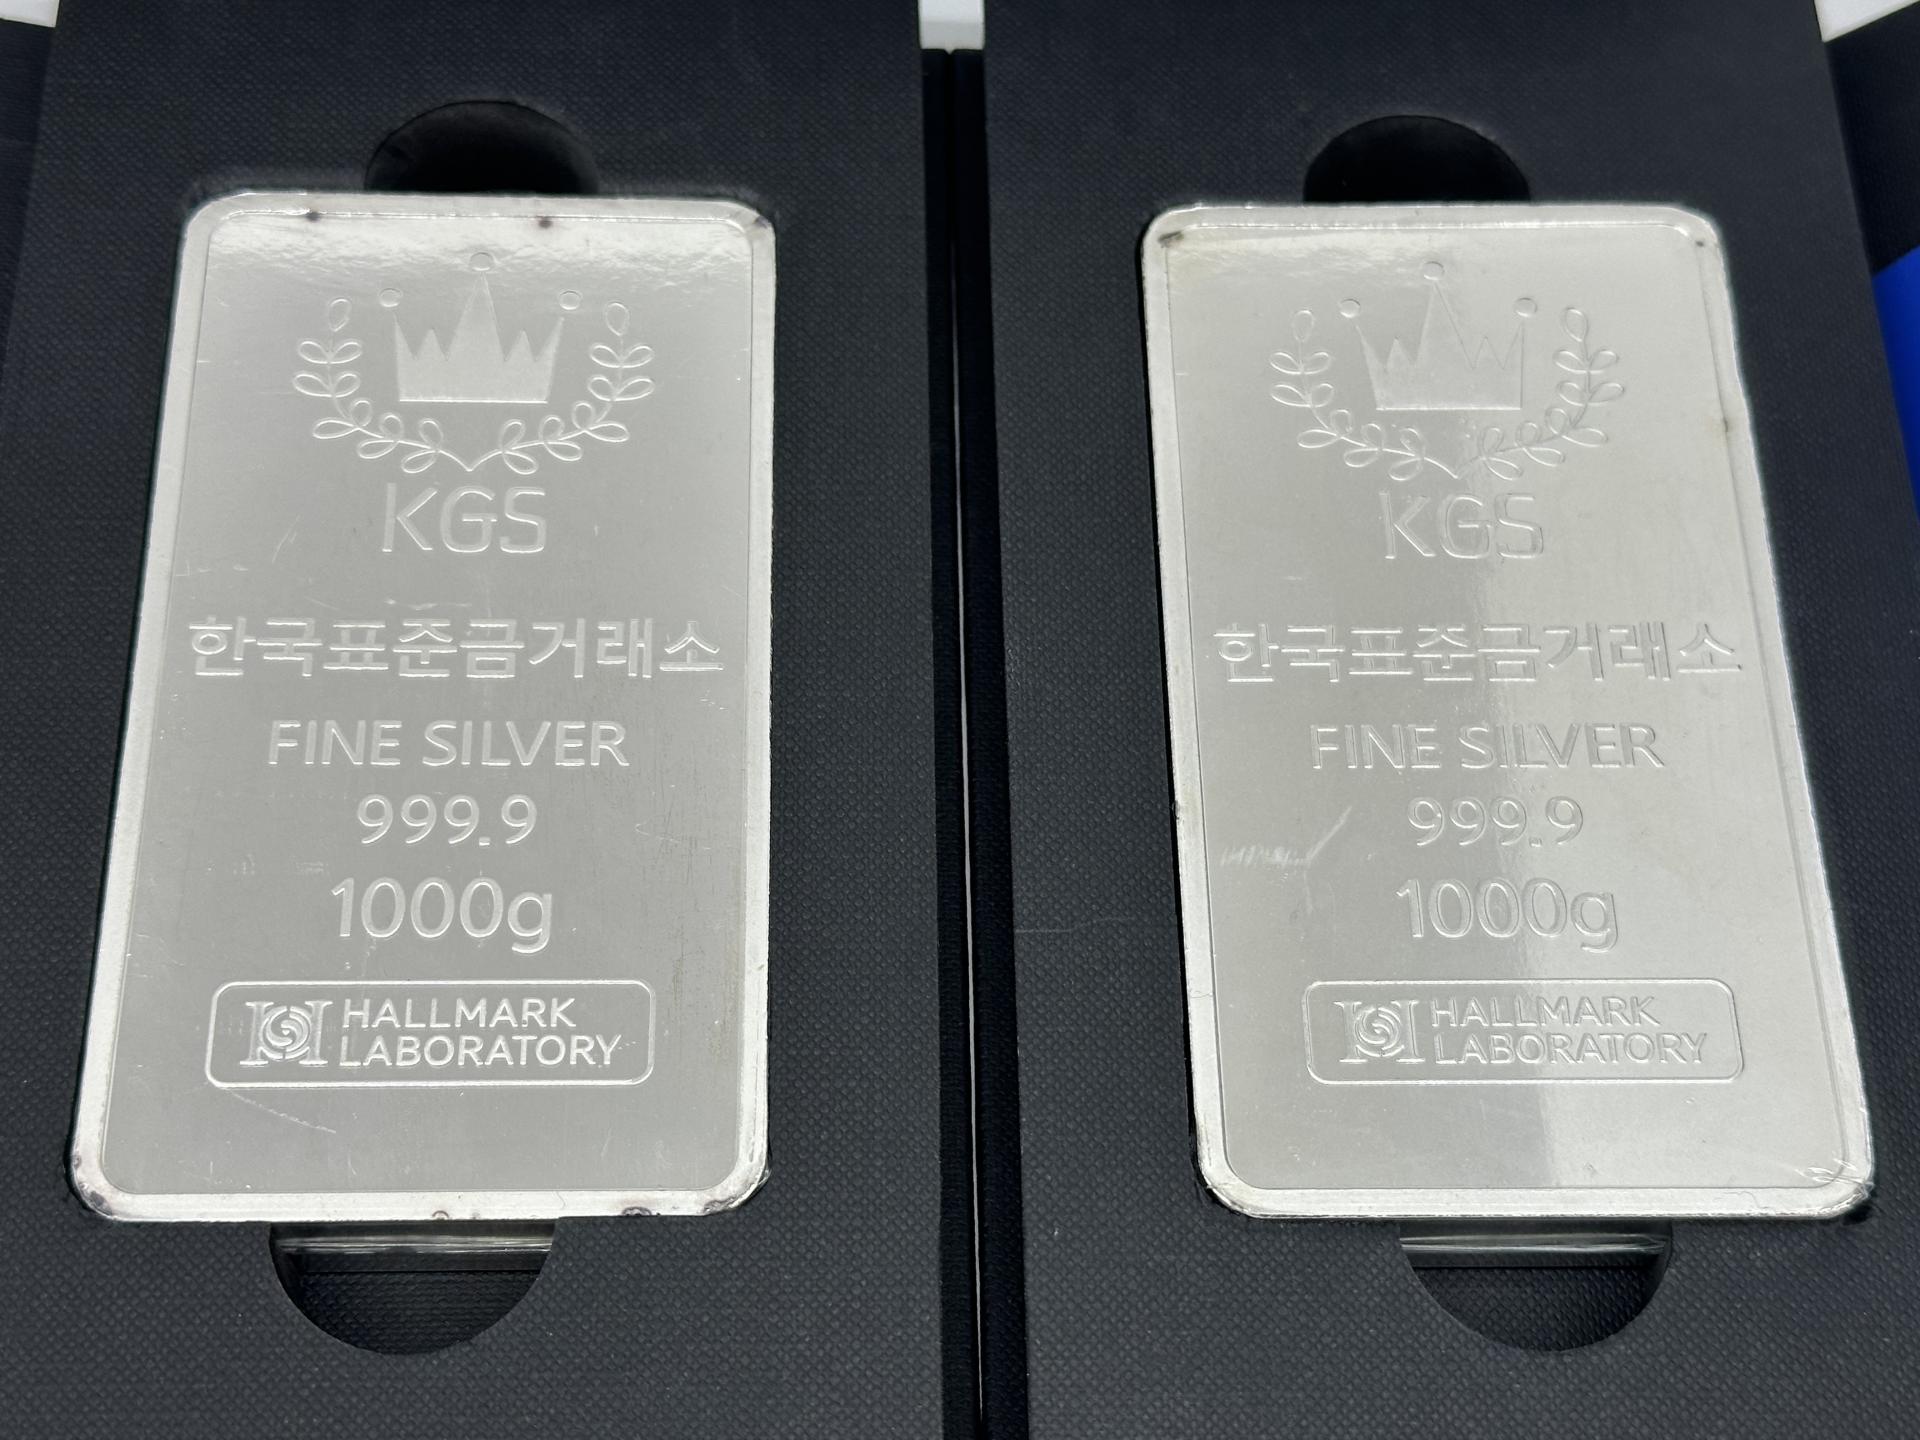 KGS
한국표준금거래소
FINE SILVER
999.9
1000g
HALLMARK
LABORATORY
KGS
한국표준금거래소
FINE SILVER
999.9
1000g
HALLMARK
LABORATORY